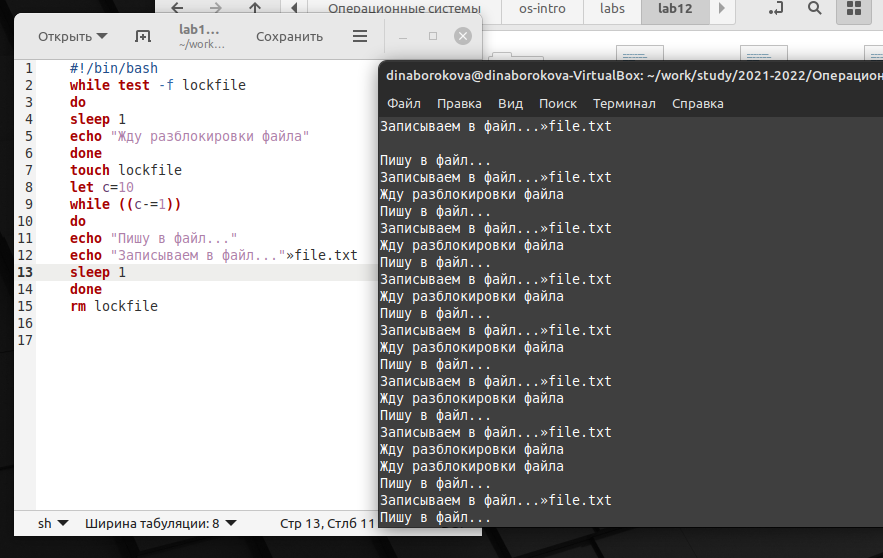 Операционные системы os-intro labs lab12
Открыть lab1... Сохранить
~/work...
1 #!/bin/bash
2 while test -f lockfile
3 do
4 sleep 1
5 echo "Жду разблокировки файла"
6 done
7 touch lockfile
8 let c=10
9 while ((c-=1))
10 do
11 echo "Пишу в файл..."
12 echo "Записываем в файл..."»file.txt
13 sleep 1
14 done
15 rm lockfile
16
17
sh Ширина табуляции: 8 Стр 13, Стлб 11
dinaborokova@dinaborokova-VirtualBox: ~/work/study/2021-2022/Операцион
Файл Правка Вид Поиск Терминал Справка
Записываем в файл...»file.txt
Пишу в файл...
Записываем в файл...»file.txt
Жду разблокировки файла
Пишу в файл...
Записываем в файл...»file.txt
Жду разблокировки файла
Пишу в файл...
Записываем в файл...»file.txt
Жду разблокировки файла
Пишу в файл...
Записываем в файл...»file.txt
Жду разблокировки файла
Пишу в файл...
Записываем в файл...»file.txt
Жду разблокировки файла
Пишу в файл...
Записываем в файл...»file.txt
Жду разблокировки файла
Жду разблокировки файла
Пишу в файл...
Записываем в файл...»file.txt
Пишу в файл...